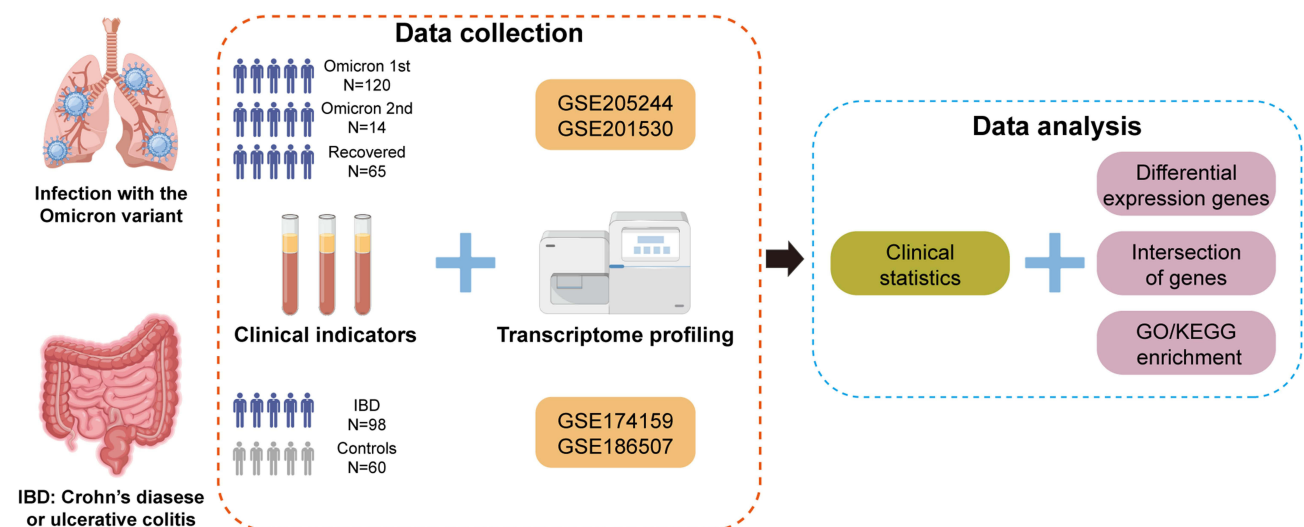 Infection with the
Omicron variant
IBD: Crohn's diasese
or ulcerative colitis
Data collection
Omicron 1st
N=120
Omicron 2nd
N=14
Recovered
N=65
GSE205244
GSE201530
Clinical indicators
Transcriptome profiling
IBD
N=98
Controls
N=60
GSE174159
GSE186507
Data analysis
Clinical
statistics
Differential
expression genes
Intersection
of genes
GO/KEGG
enrichment